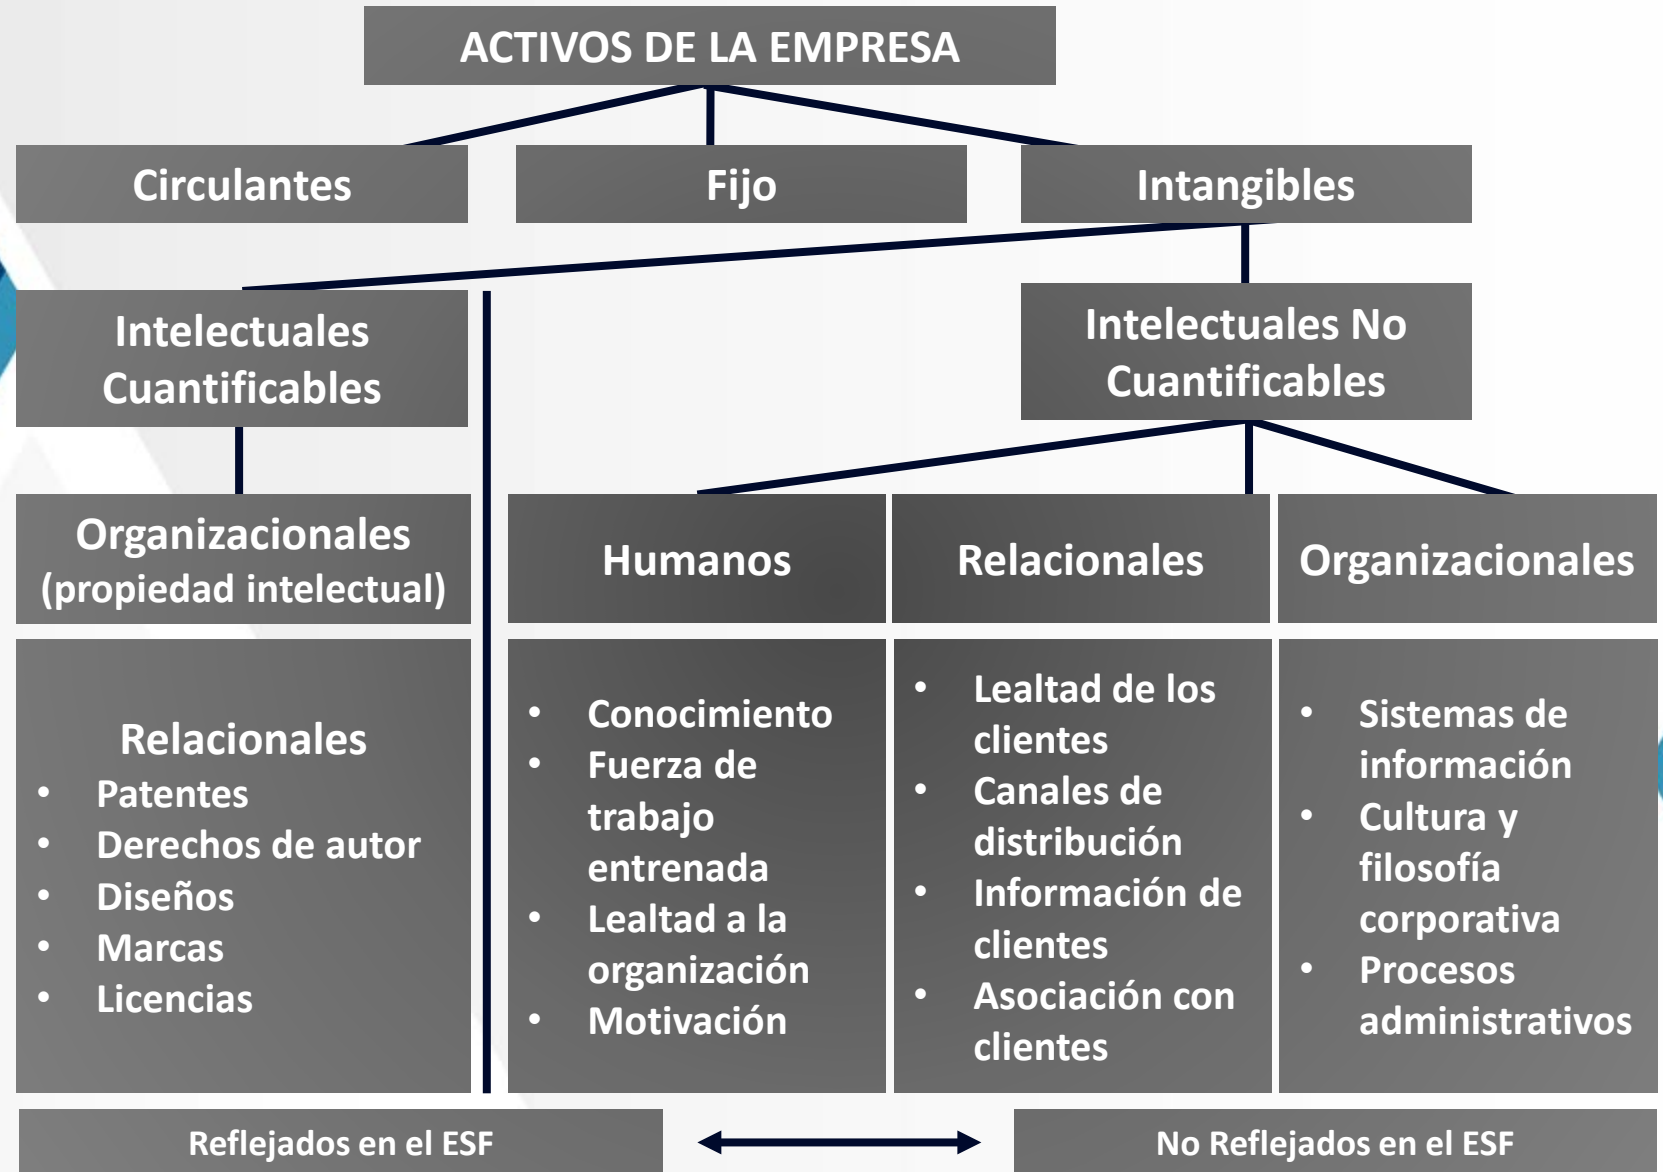 ACTIVOS DE LA EMPRESA
Circulantes
Fijo
Intangibles
Intelectuales
Cuantificables
Intelectuales No
Cuantificables
Organizacionales
(propiedad intelectual)
Humanos
Relacionales
Organizacionales
Relacionales
• Patentes
• Derechos de autor
• Diseños
• Marcas
• Licencias
• Conocimiento
• Fuerza de
trabajo
entrenada
• Lealtad a la
organización
• Motivación
• Lealtad de los
clientes
• Canales de
distribución
• Información de
clientes
• Asociación con
clientes
• Sistemas de
información
• Cultura y
filosofía
corporativa
• Procesos
administrativos
Reflejados en el ESF
No Reflejados en el ESF